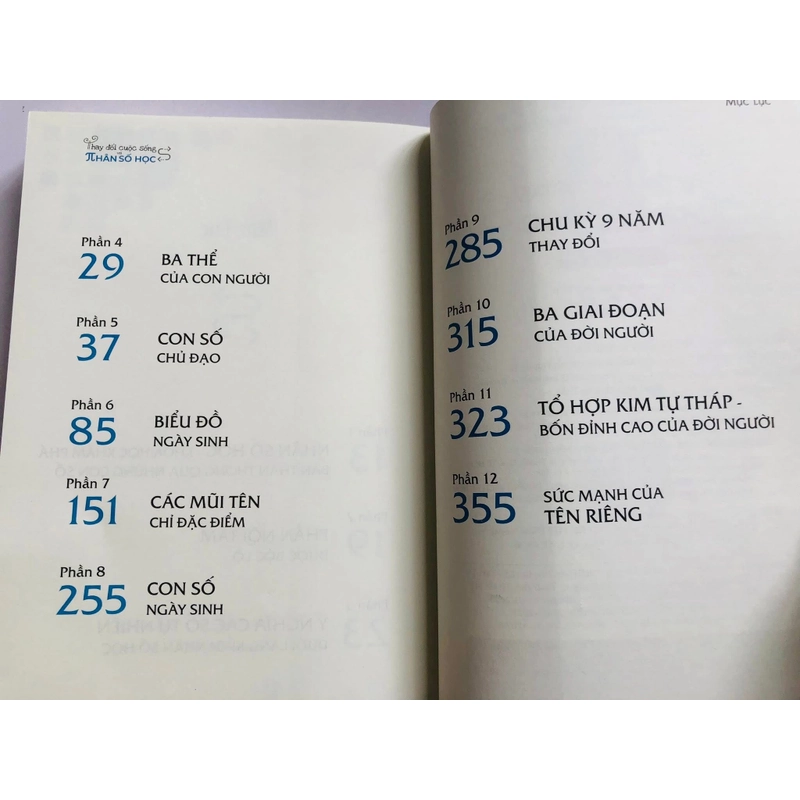 Thay đổi cuộc sống
với NHÂN SỐ HỌC
Phần 4
29 BA THỂ
CỦA CON NGƯỜI
Phần 5
37 CON SỐ
CHỦ ĐẠO
Phần 6
85 BIỂU ĐỒ
NGÀY SINH
Phần 7
151 CÁC MŨI TÊN
CHỈ ĐẶC ĐIỂM
Phần 8
255 CON SỐ
NGÀY SINH
MỤC LỤC
Phần 9
285 CHU KỲ 9 NĂM
THAY ĐỔI
Phần 10
315 BA GIAI ĐOẠN
CỦA ĐỜI NGƯỜI
Phần 11
323 TỔ HỢP KIM TỰ THÁP -
BỐN ĐỈNH CAO CỦA ĐỜI NGƯỜI
Phần 12
355 SỨC MẠNH CỦA
TÊN RIÊNG